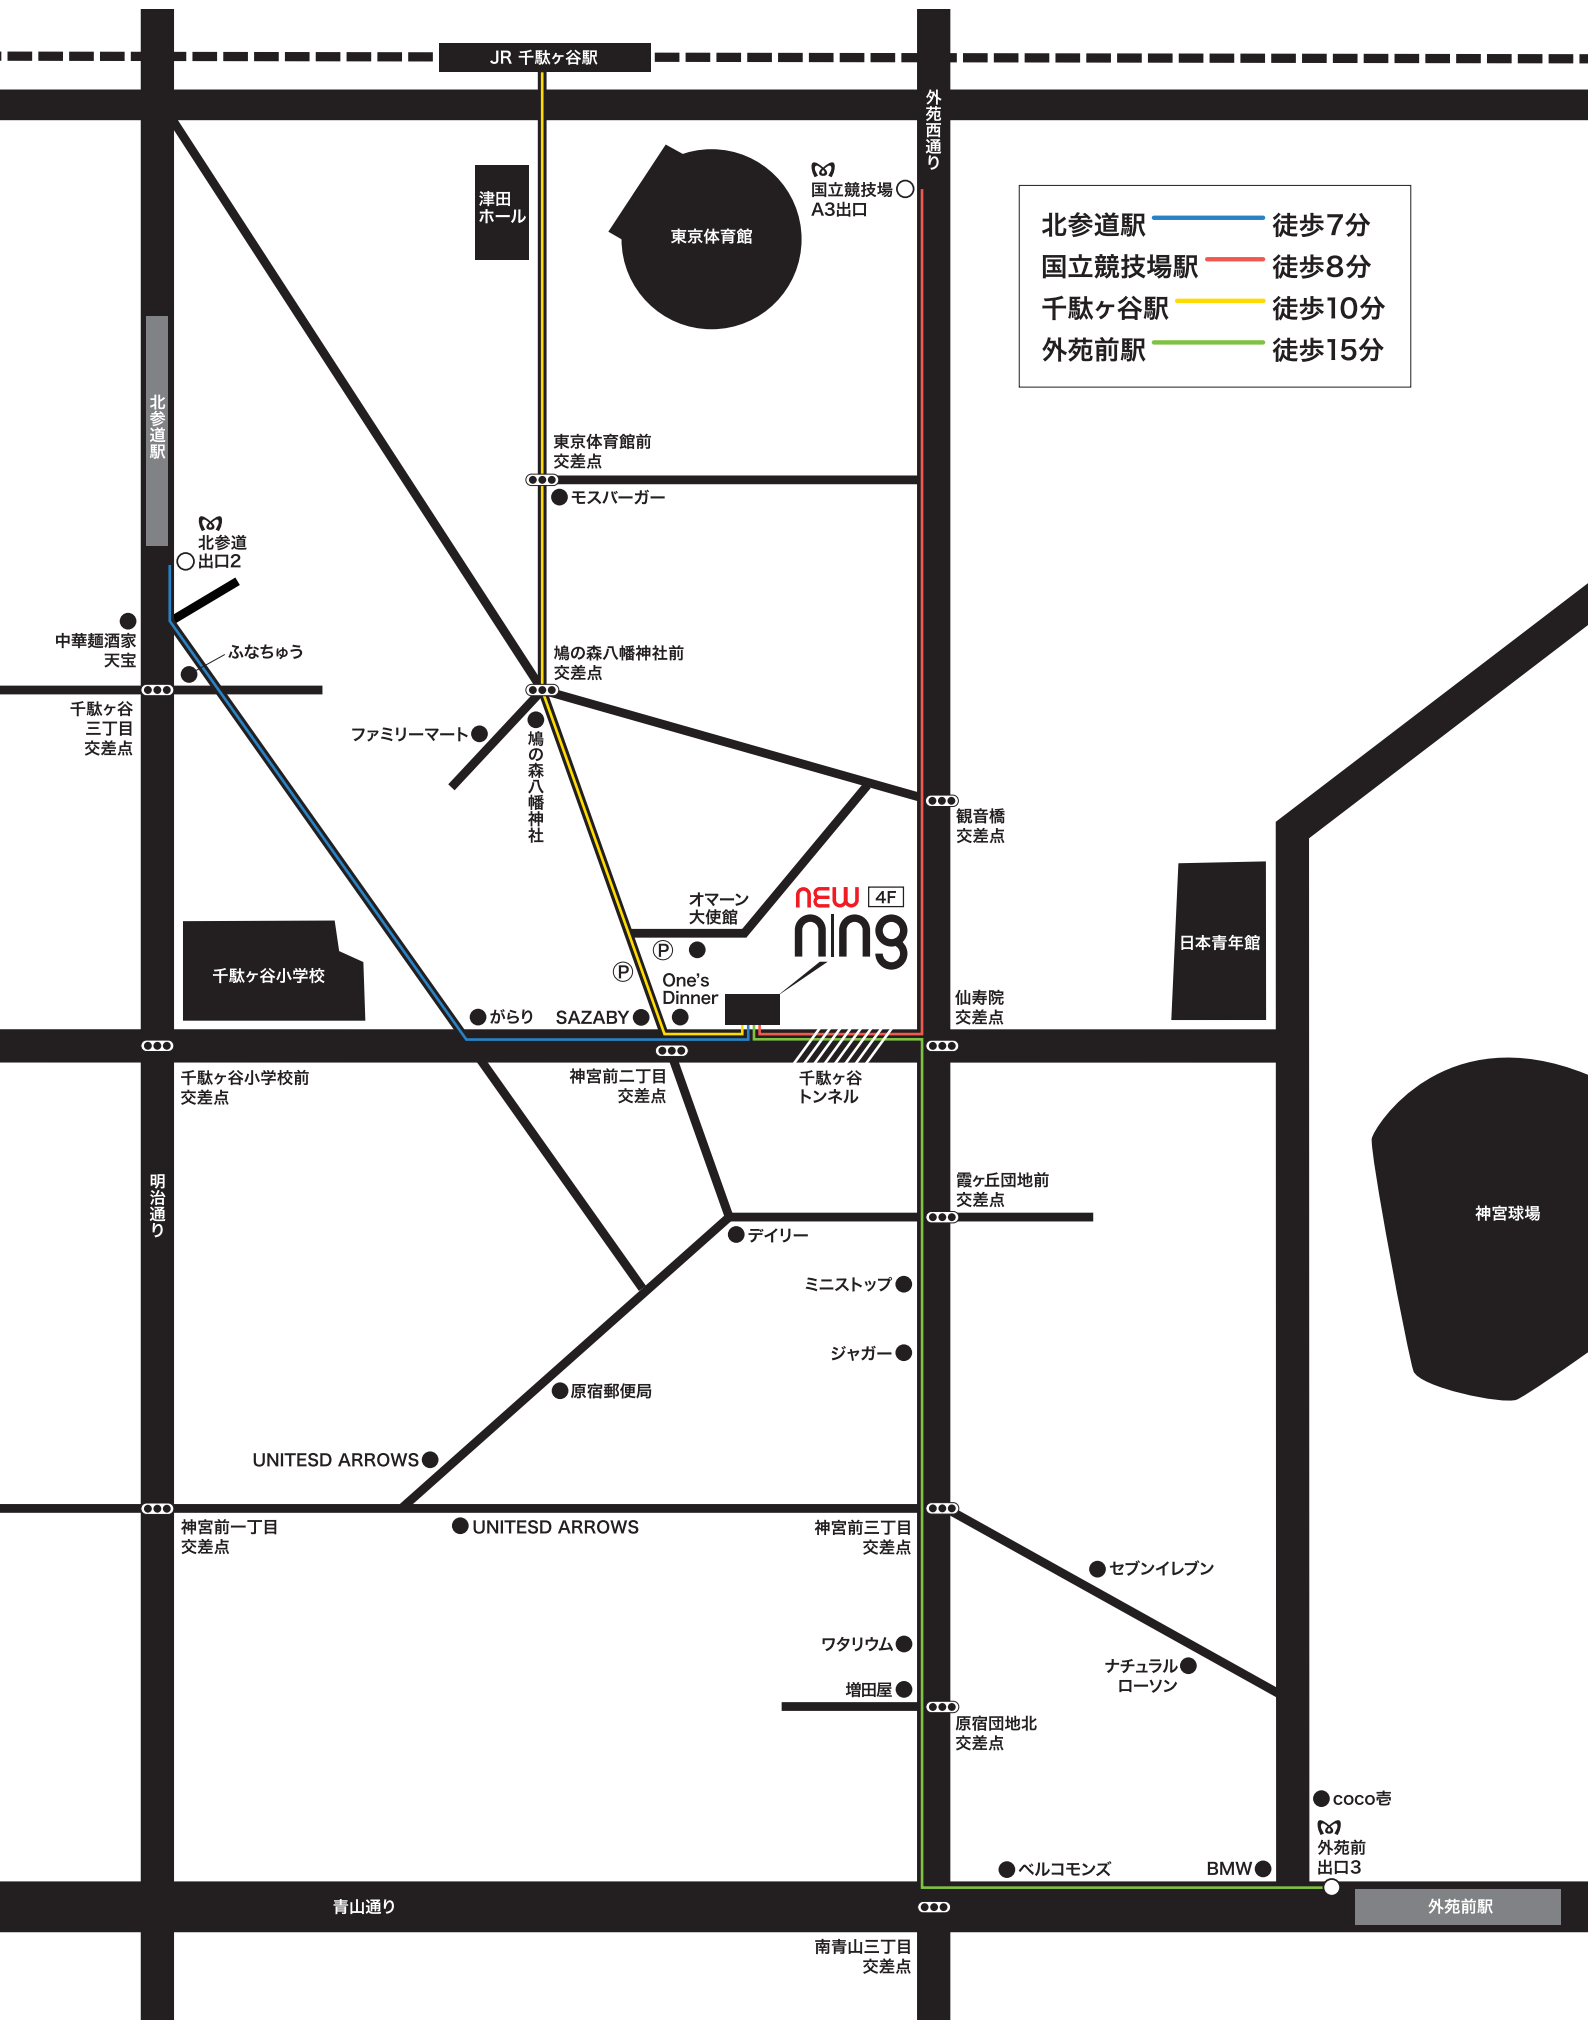 JR 千駄ヶ谷駅
外苑西通り
津田
ホール
東京体育館
国立競技場
A3出口
北参道駅 徒歩7分
国立競技場駅 徒歩8分
千駄ヶ谷駅 徒歩10分
外苑前駅 徒歩15分
北参道駅
東京体育館前
交差点
モスバーガー
北参道
出口2
中華麺酒家
天宝
ふなちゅう
千駄ヶ谷
三丁目
交差点
鳩の森八幡神社前
交差点
ファミリーマート
鳩の森八幡神社
観音橋
交差点
オマーン
大使館
NEW 4F
ning
P
P
One's
Dinner
日本青年館
千駄ヶ谷小学校
がらり
SAZABY
仙寿院
交差点
千駄ヶ谷小学校前
交差点
神宮前二丁目
交差点
千駄ヶ谷
トンネル
明治通り
霞ヶ丘団地前
交差点
神宮球場
デイリー
ミニストップ
ジャガー
原宿郵便局
UNITESD ARROWS
神宮前一丁目
交差点
UNITESD ARROWS
神宮前三丁目
交差点
セブンイレブン
ワタリウム
ナチュラル
ローソン
増田屋
原宿団地北
交差点
coco壱
外苑前
出口3
ベルコモンズ
BMW
青山通り
外苑前駅
南青山三丁目
交差点